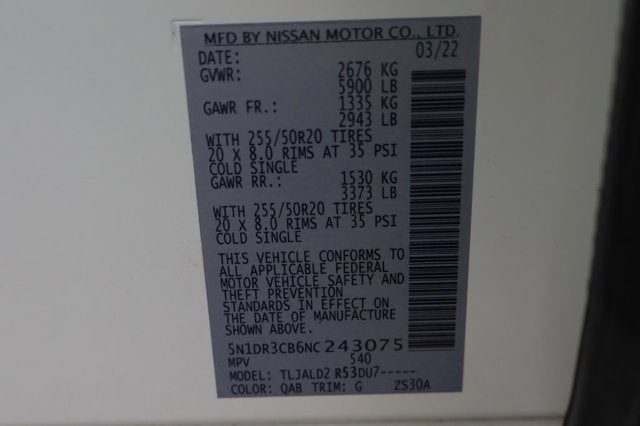 MFD BY NISSAN MOTOR CO., LTD.
DATE: 03/22
GVWR: 2676 KG
5900 LB
GAWR FR.: 1335 KG
2943 LB
WITH 255/50R20 TIRES
20 X 8.0 RIMS AT 35 PSI
COLD SINGLE
GAWR RR.: 1530 KG
3373 LB
WITH 255/50R20 TIRES
20 X 8.0 RIMS AT 35 PSI
COLD SINGLE
THIS VEHICLE CONFORMS TO
ALL APPLICABLE FEDERAL
MOTOR VEHICLE SAFETY AND
THEFT PREVENTION
STANDARDS IN EFFECT ON
THE DATE OF MANUFACTURE
SHOWN ABOVE.
5N1DR3CB6NC243075
MPV 540
MODEL: TLJALD2 R53DU7-----
COLOR: QAB TRIM: G ZS30A